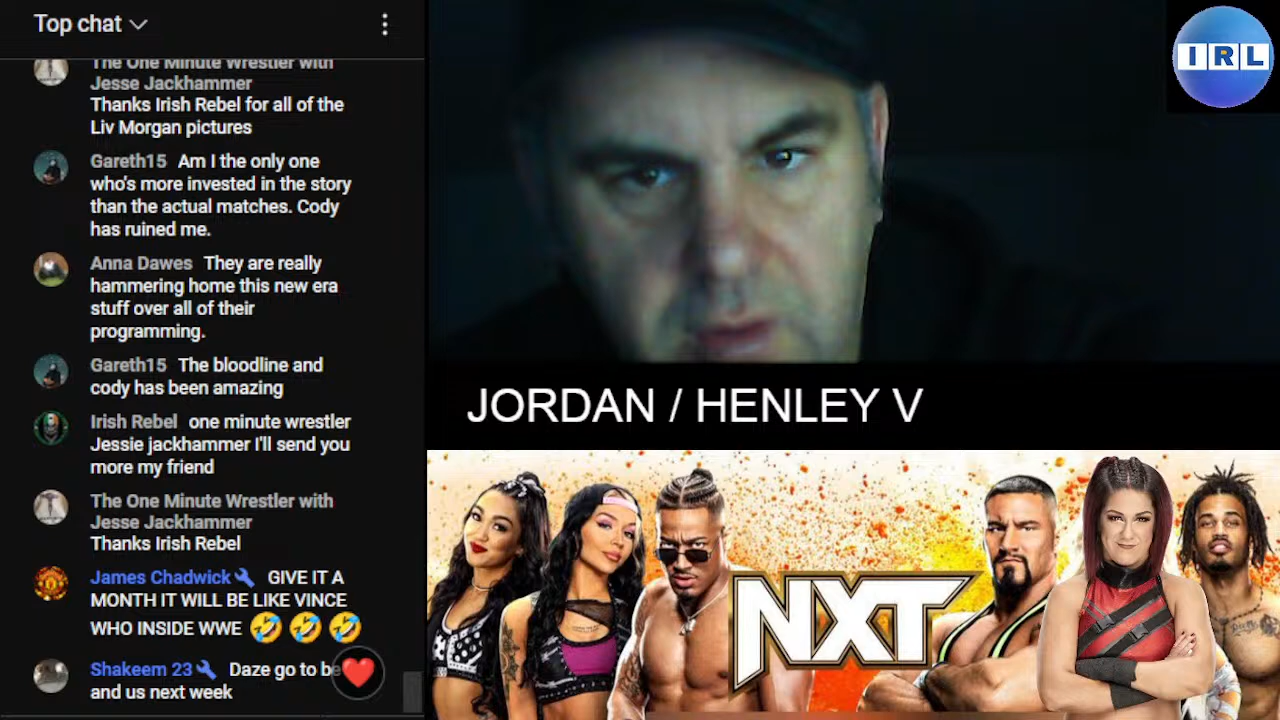 Top chat
The One Minute Wrestler with
Jesse Jackhammer
Thanks Irish Rebel for all of the
Liv Morgan pictures
Gareth15 Am I the only one
who's more invested in the story
than the actual matches. Cody
has ruined me.
Anna Dawes They are really
hammering home this new era
stuff over all of their
programming.
Gareth15 The bloodline and
cody has been amazing
Irish Rebel one minute wrestler
Jessie jackhammer I'll send you
more my friend
The One Minute Wrestler with
Jesse Jackhammer
Thanks Irish Rebel
James Chadwick GIVE IT A
MONTH IT WILL BE LIKE VINCE
WHO INSIDE WWE 🤣 🤣 🤣
Shakeem 23 Daze go to be
and us next week
IRL
JORDAN / HENLEY V
NXT